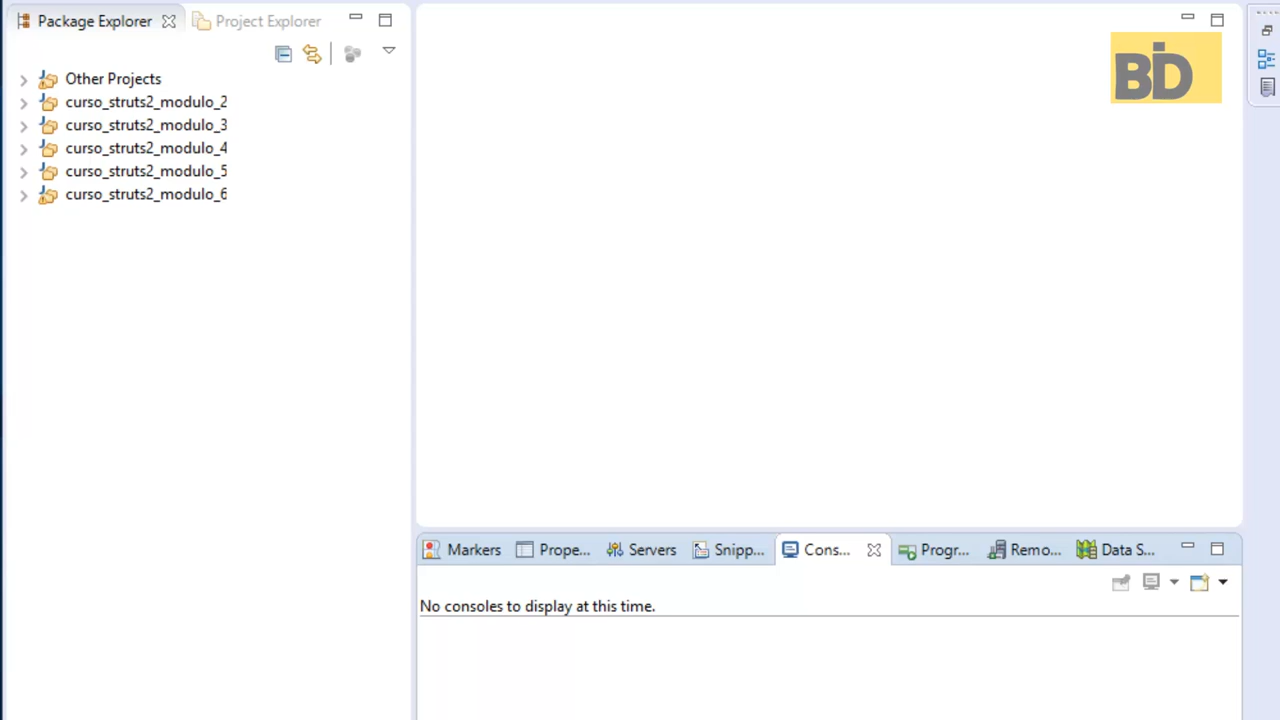 Package Explorer
Project Explorer
BID
Other Projects
curso_struts2_modulo_2
curso_struts2_modulo_3
curso_struts2_modulo_4
curso_struts2_modulo_5
curso_struts2_modulo_6
Markers
Prope...
Servers
Snipp...
Cons...
Progr...
Remo...
Data S...
No consoles to display at this time.